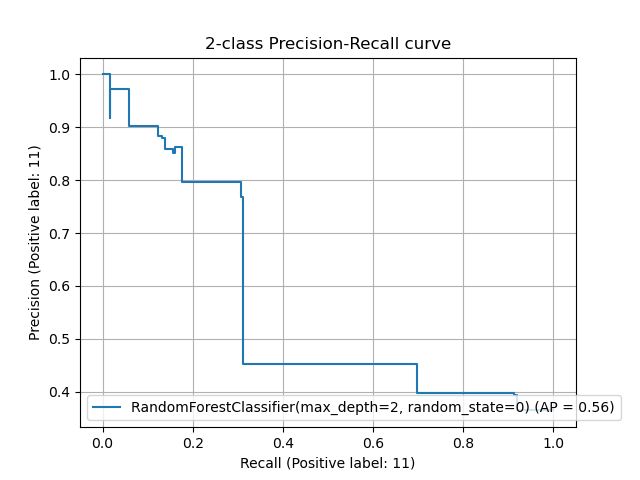 2-class Precision-Recall curve
1.0
0.9
0.8
0.7
0.6
0.5
0.4
Precision (Positive label: 11)
RandomForestClassifier(max_depth=2, random_state=0) (AP = 0.56)
0.0 0.2 0.4 0.6 0.8 1.0
Recall (Positive label: 11)